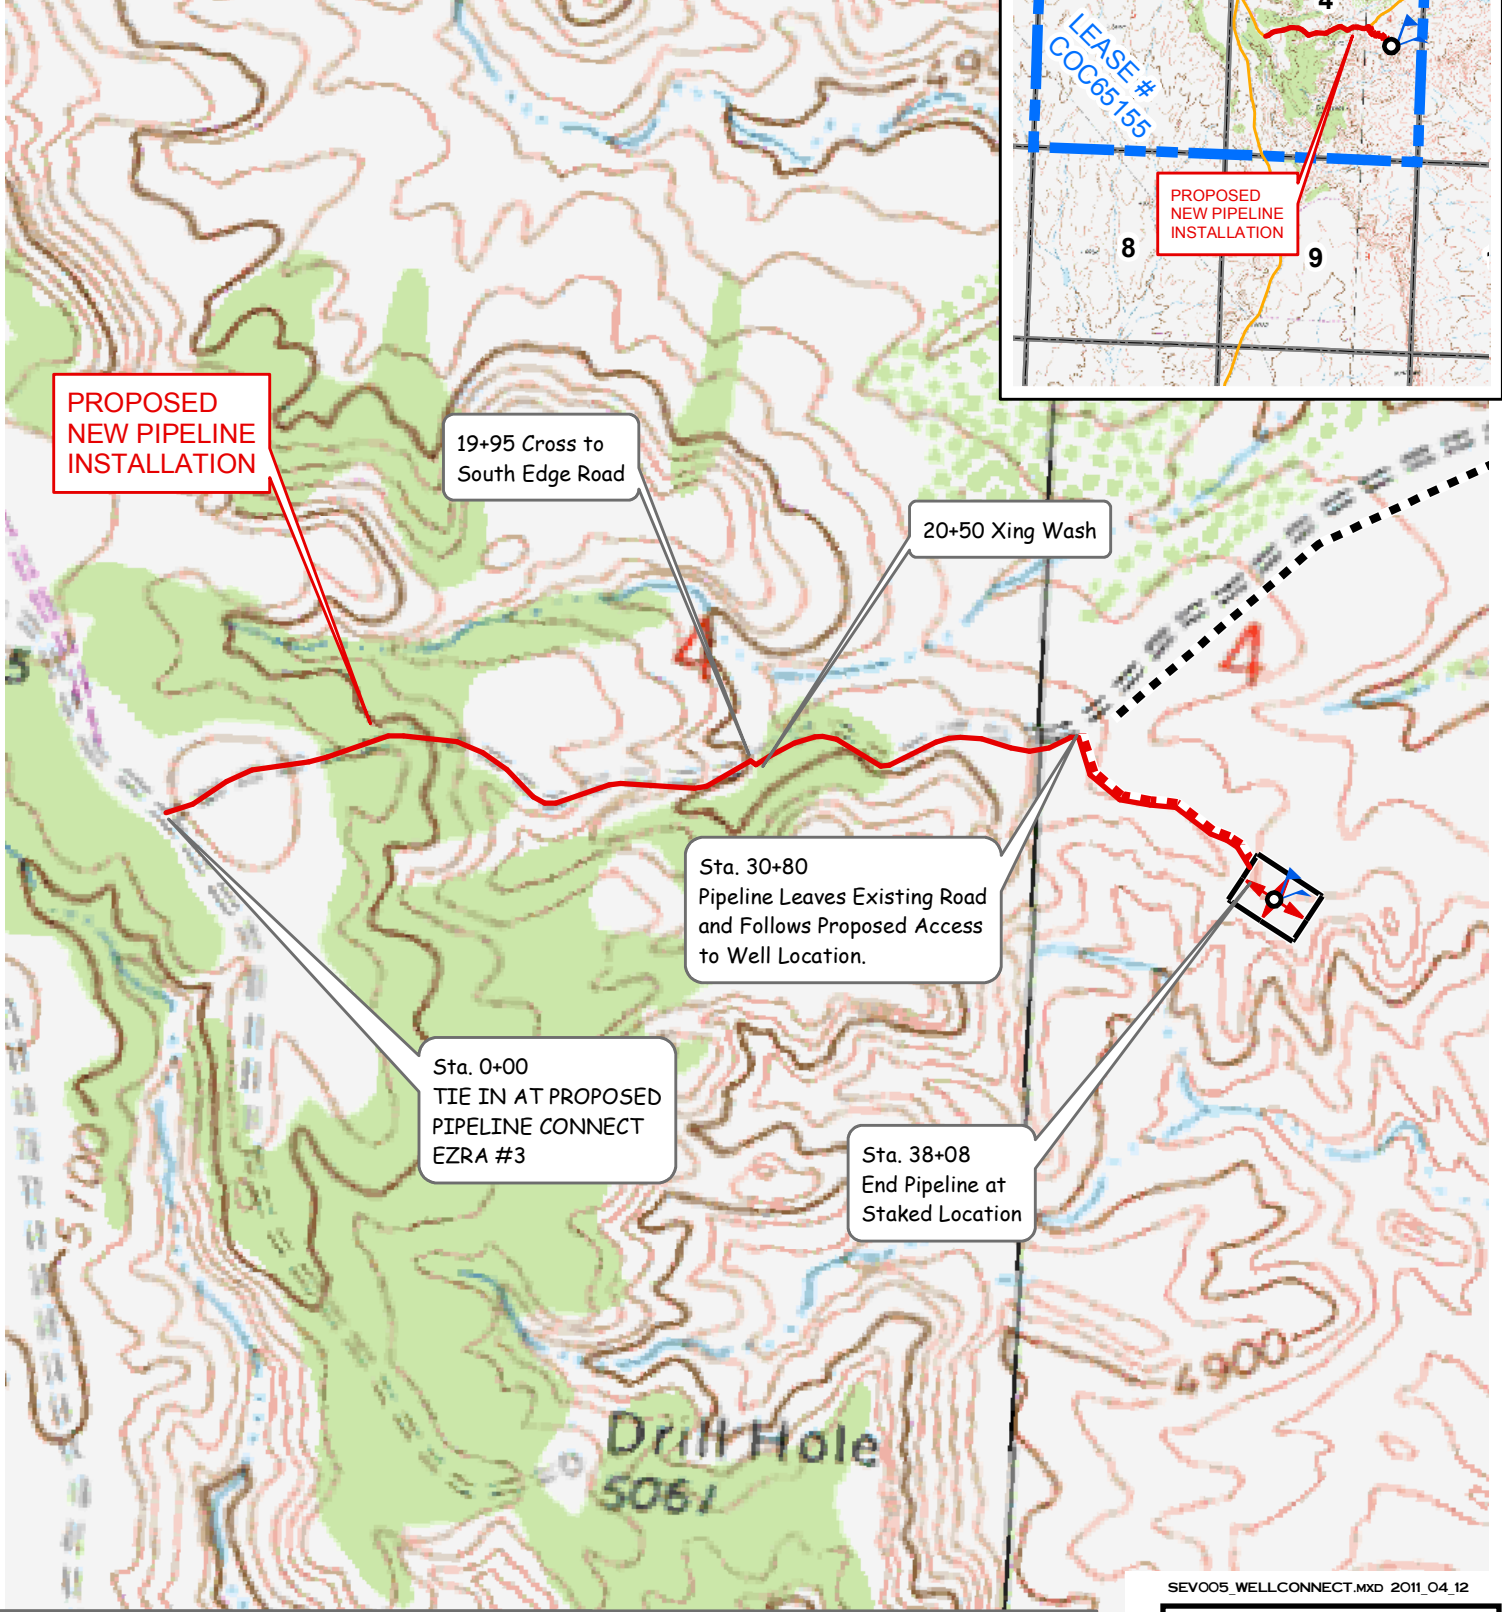 4
LEASE #
COC65155
PROPOSED
NEW PIPELINE
INSTALLATION
8
9
PROPOSED
NEW PIPELINE
INSTALLATION
19+95 Cross to
South Edge Road
20+50 Xing Wash
4
4
5
Sta. 30+80
Pipeline Leaves Existing Road
and Follows Proposed Access
to Well Location.
Sta. 0+00
TIE IN AT PROPOSED
PIPELINE CONNECT
EZRA #3
5100
Sta. 38+08
End Pipeline at
Staked Location
4900
Drill Hole
5061
SEV005_WELLCONNECT.MXD 2011_04_12